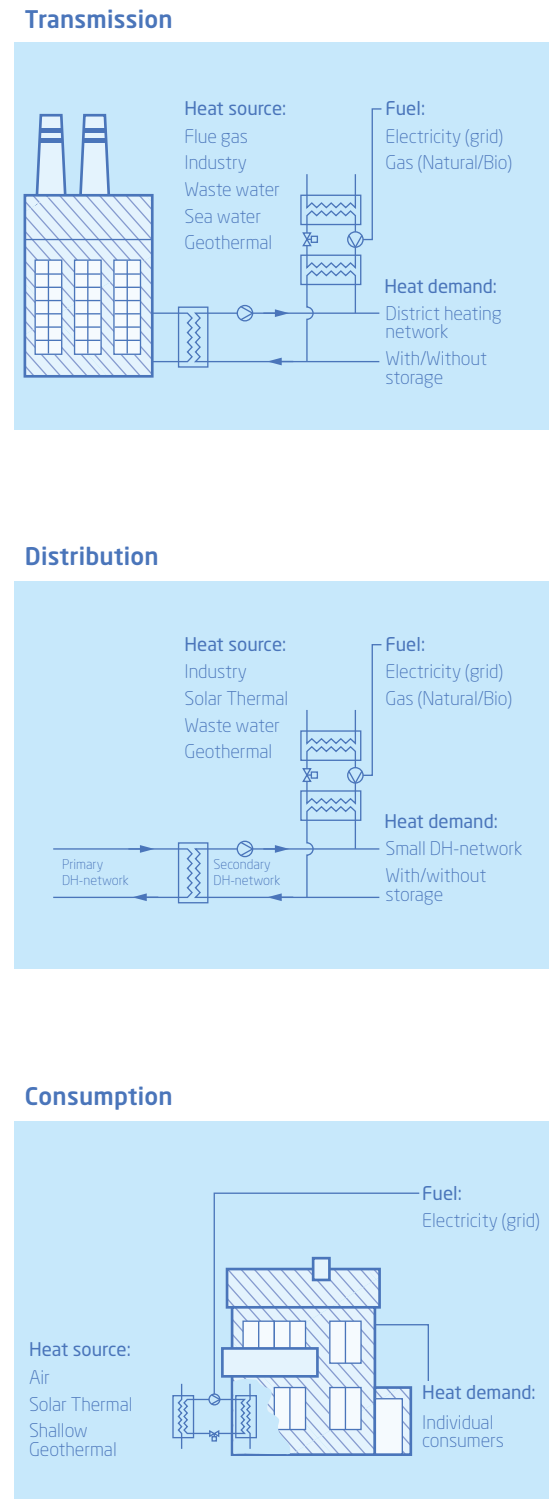 Transmission
Heat source:
Flue gas
Industry
Waste water
Sea water
Geothermal
Fuel:
Electricity (grid)
Gas (Natural/Bio)
Heat demand:
District heating
network
With/Without
storage
Distribution
Heat source:
Industry
Solar Thermal
Waste water
Geothermal
Fuel:
Electricity (grid)
Gas (Natural/Bio)
Primary
DH-network
Secondary
DH-network
Heat demand:
Small DH-network
With/without
storage
Consumption
Fuel:
Electricity (grid)
Heat source:
Air
Solar Thermal
Shallow
Geothermal
Heat demand:
Individual
consumers